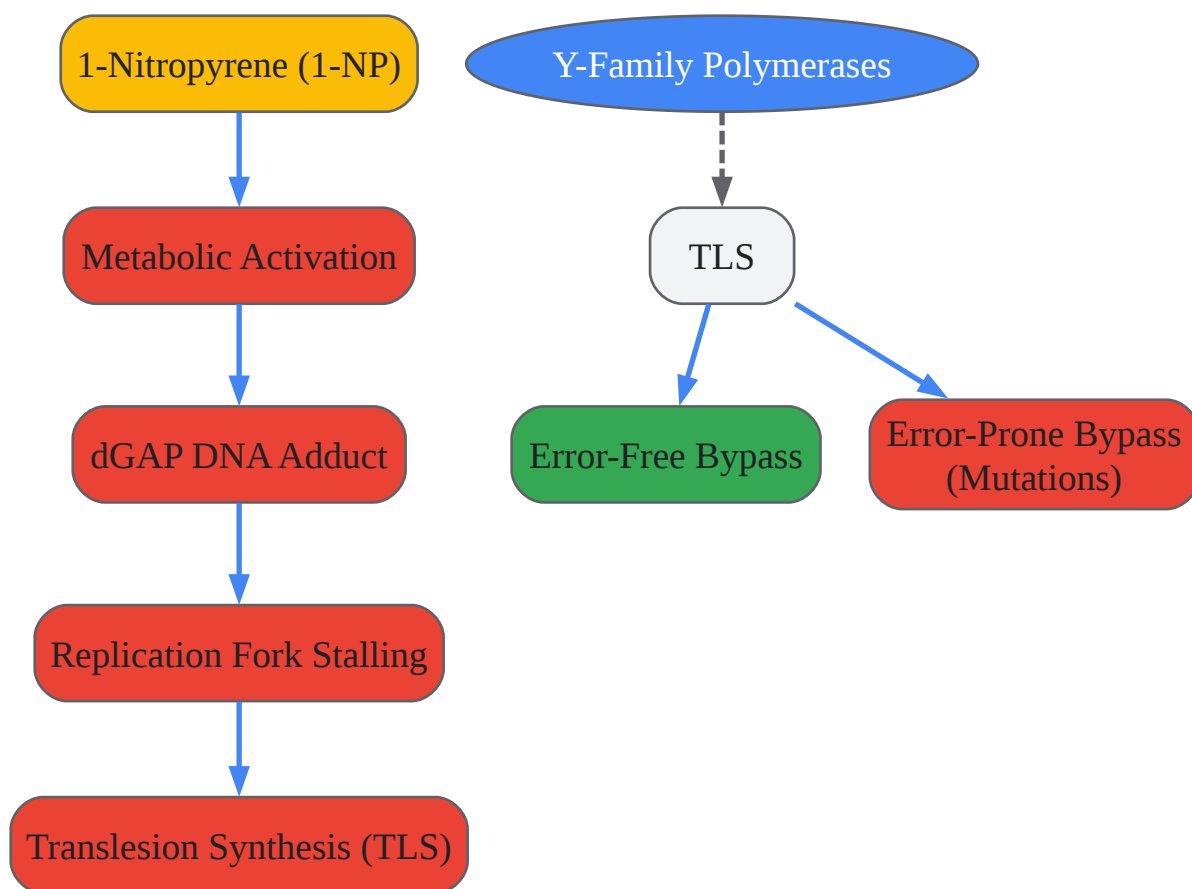 1-Nitropyrene (1-NP)
Y-Family Polymerases
Metabolic Activation
TLS
dGAP DNA Adduct
Error-Free Bypass
Error-Prone Bypass
(Mutations)
Replication Fork Stalling
Translesion Synthesis (TLS)